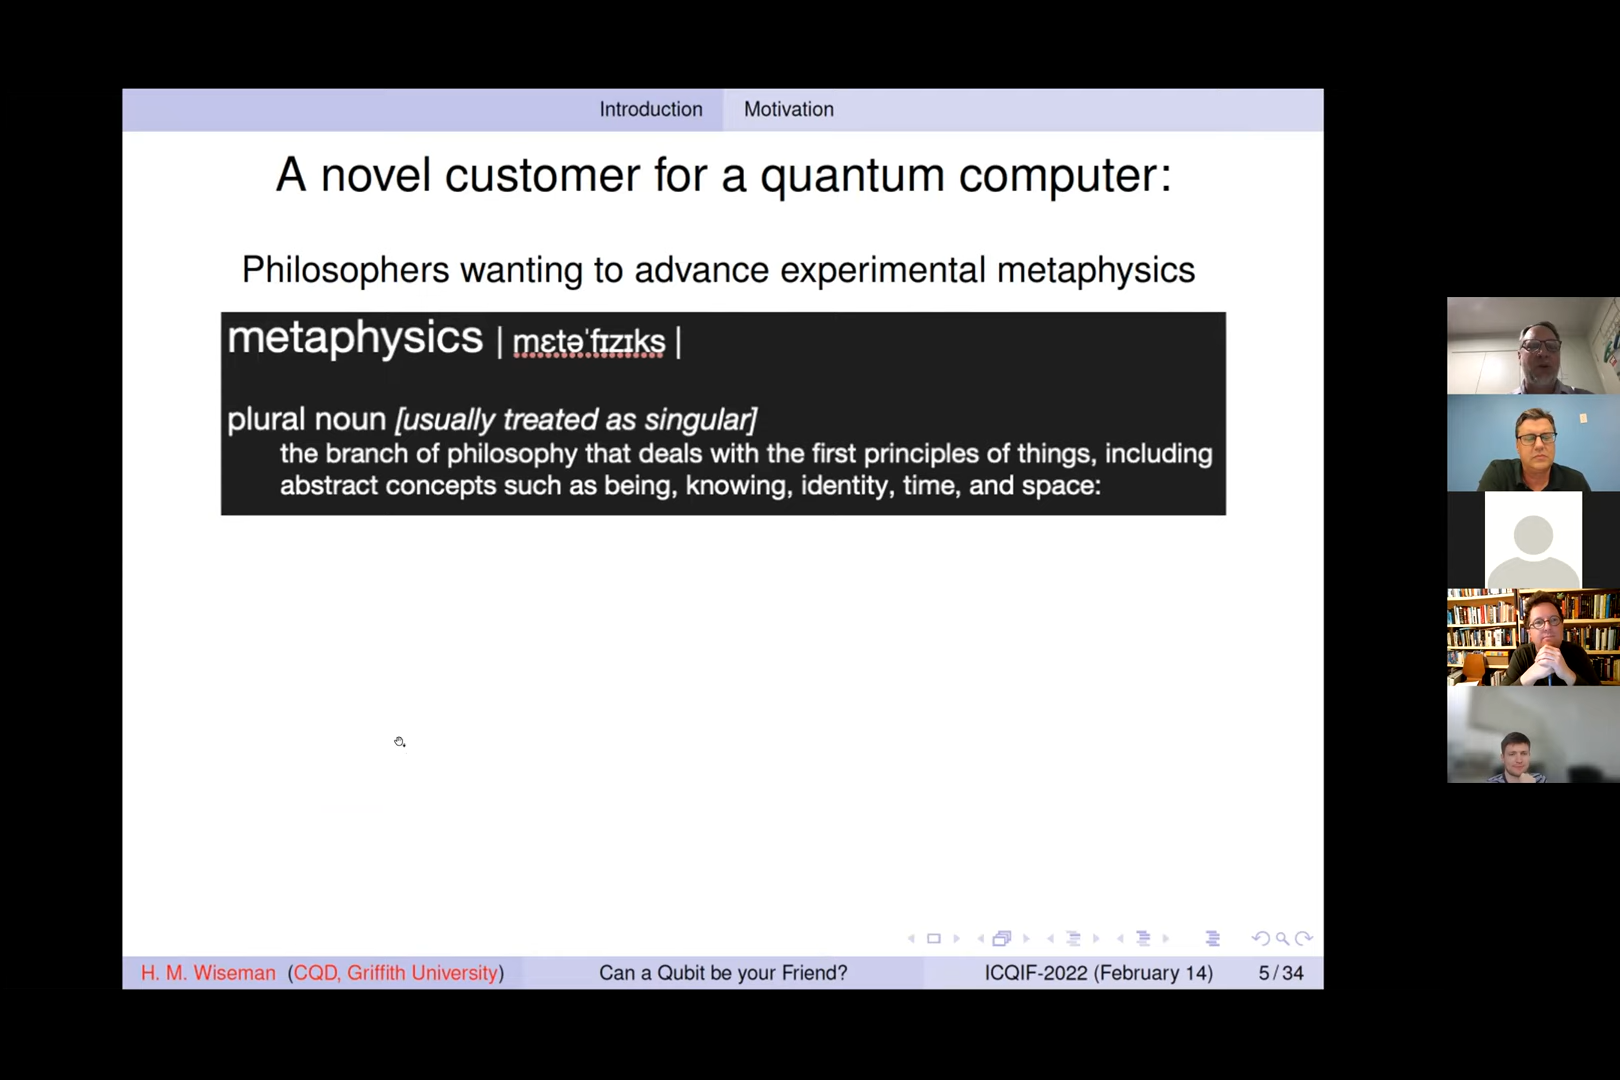 Introduction Motivation
A novel customer for a quantum computer:
Philosophers wanting to advance experimental metaphysics
metaphysics | mɛtəˈfɪzɪks |
plural noun [usually treated as singular]
the branch of philosophy that deals with the first principles of things, including
abstract concepts such as being, knowing, identity, time, and space:
H. M. Wiseman (CQD, Griffith University) Can a Qubit be your Friend? ICQIF-2022 (February 14) 5 / 34